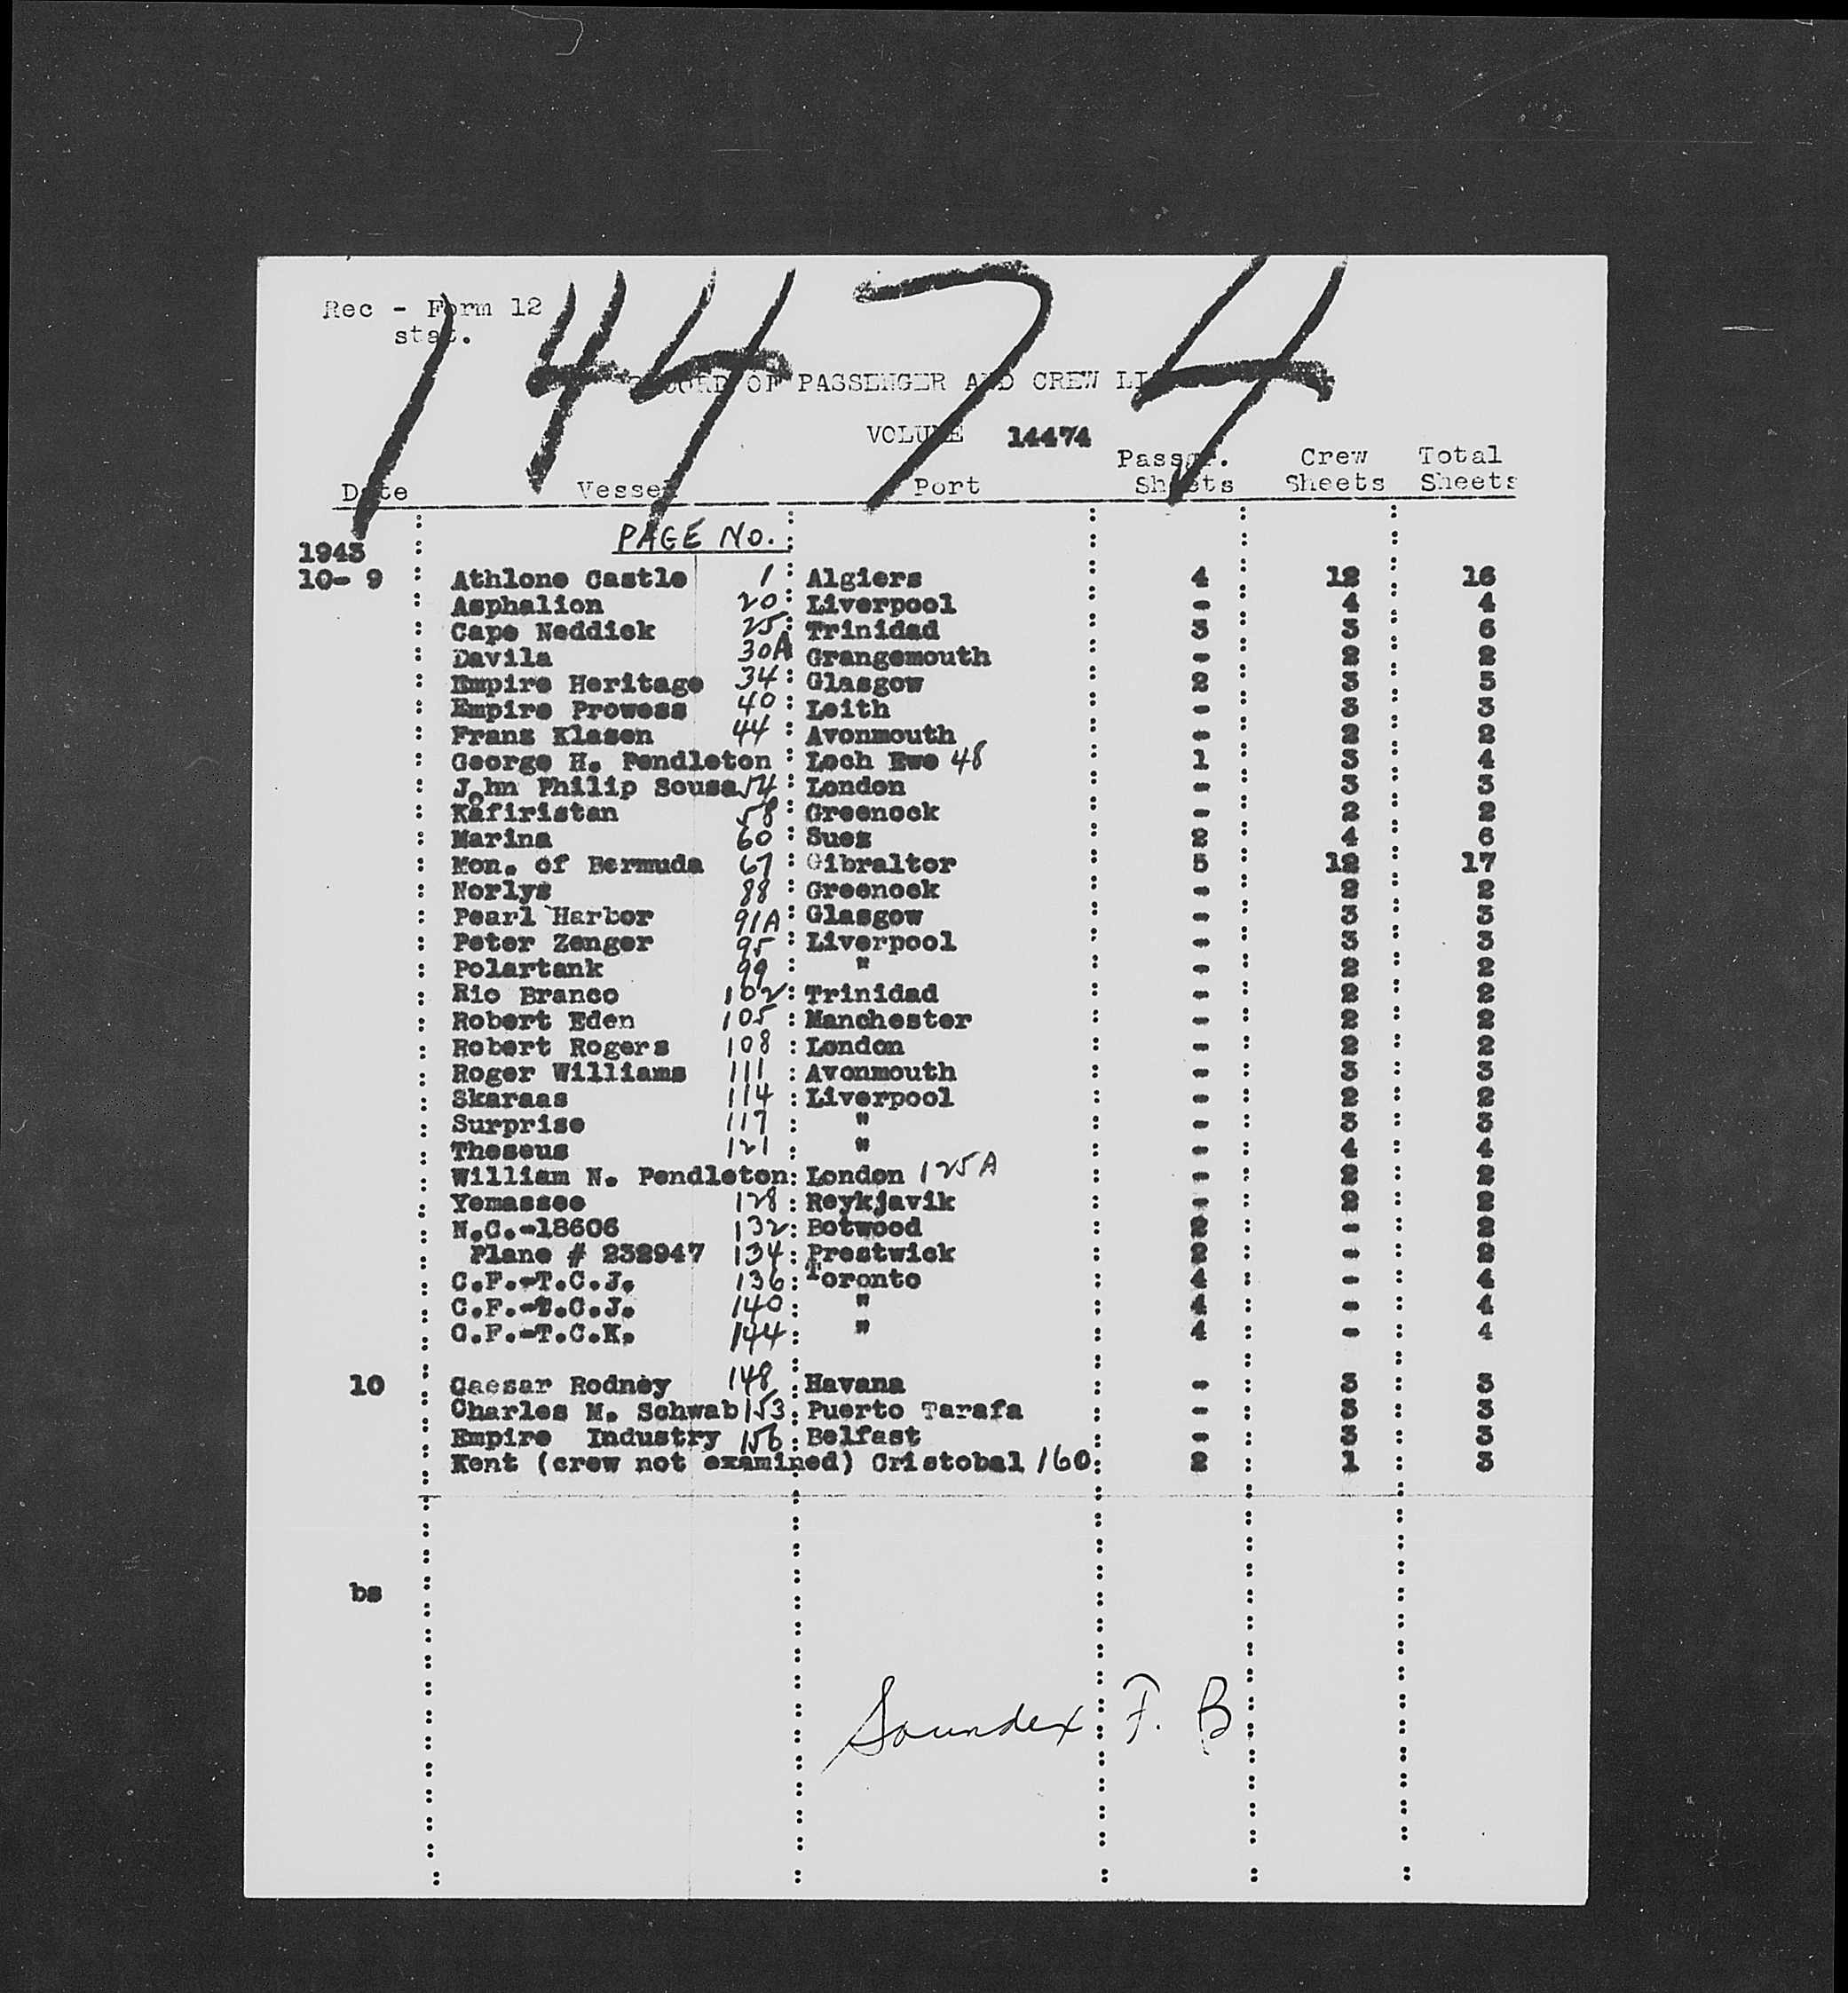 14474
Rec - Form 12
stat.
RECORD OF PASSENGER AND CREW LI
VOLUME 14474
Date Vessel Port Passgr. Sheets Crew Sheets Total Sheets
PAGE NO.
1943
10- 9 Athlone Castle 1 Algiers 4 12 16
Asphalion 20 Liverpool - 4 4
Cape Neddick 25 Trinidad 3 3 6
Davila 30A Grangemouth - 2 2
Empire Heritage 34 Glasgow 2 3 5
Empire Prowess 40 Leith - 3 3
Franz Klasen 44 Avonmouth - 2 2
George H. Pendleton Loch Ewe 48 1 3 4
John Philip Sousa 54 London - 3 3
Kafiristan 58 Greenock - 2 2
Marina 60 Suez 2 4 6
Mon. of Bermuda 67 Gibraltor 5 12 17
Norlys 88 Greenock - 2 2
Pearl Harbor 91A Glasgow - 3 3
Peter Zenger 95 Liverpool - 3 3
Polartank 99 " - 2 2
Rio Branco 102 Trinidad - 2 2
Robert Eden 105 Manchester - 2 2
Robert Rogers 108 London - 2 2
Roger Williams 111 Avonmouth - 3 3
Skaraas 114 Liverpool - 2 2
Surprise 117 " - 3 3
Theseus 121 " - 4 4
William N. Pendleton London 125A - 2 2
Yemassee 128 Reykjavik - 2 2
N.C.-18606 132 Botwood 2 - 2
Plane # 232947 134 Prestwick 2 - 2
C.F.-T.C.J. 136 Toronto 4 - 4
C.F.-T.C.J. 140 " 4 - 4
C.F.-T.C.K. 144 " 4 - 4
10 Caesar Rodney 148 Havana - 3 3
Charles M. Schwab 153 Puerto Tarafa - 3 3
Empire Industry 156 Belfast - 3 3
Kent (crew not examined) Cristobal 160 2 1 3
bs
Soundex F. B